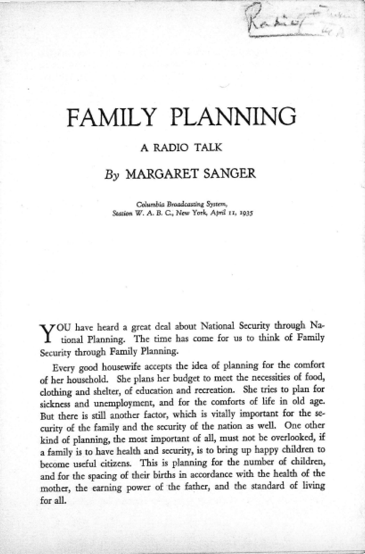 Radio
FAMILY PLANNING
A RADIO TALK
By MARGARET SANGER
Columbia Broadcasting System,
Station W. A. B. C., New York, April 11, 1935
YOU have heard a great deal about National Security through Na-
tional Planning. The time has come for us to think of Family
Security through Family Planning.
Every good housewife accepts the idea of planning for the comfort
of her household. She plans her budget to meet the necessities of food,
clothing and shelter, of education and recreation. She tries to plan for
sickness and unemployment, and for the comforts of life in old age.
But there is still another factor, which is vitally important for the se-
curity of the family and the security of the nation as well. One other
kind of planning, the most important of all, must not be overlooked, if
a family is to have health and security, is to bring up happy children to
become useful citizens. This is planning for the number of children,
and for the spacing of their births in accordance with the health of the
mother, the earning power of the father, and the standard of living
for all.